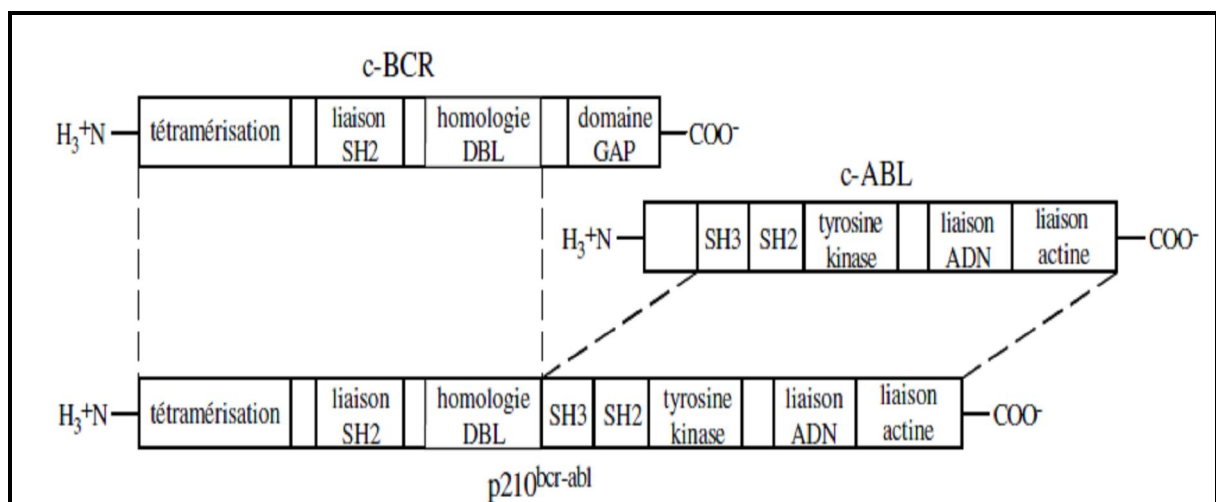 c-BCR
H₃⁺N
tétramérisation
liaison
SH2
homologie
DBL
domaine
GAP
COO⁻
c-ABL
H₃⁺N
SH3
SH2
tyrosine
kinase
liaison
ADN
liaison
actine
COO⁻
H₃⁺N
tétramérisation
liaison
SH2
homologie
DBL
SH3
SH2
tyrosine
kinase
liaison
ADN
liaison
actine
COO⁻
p210ᵇᶜʳ⁻ᵃᵇˡ